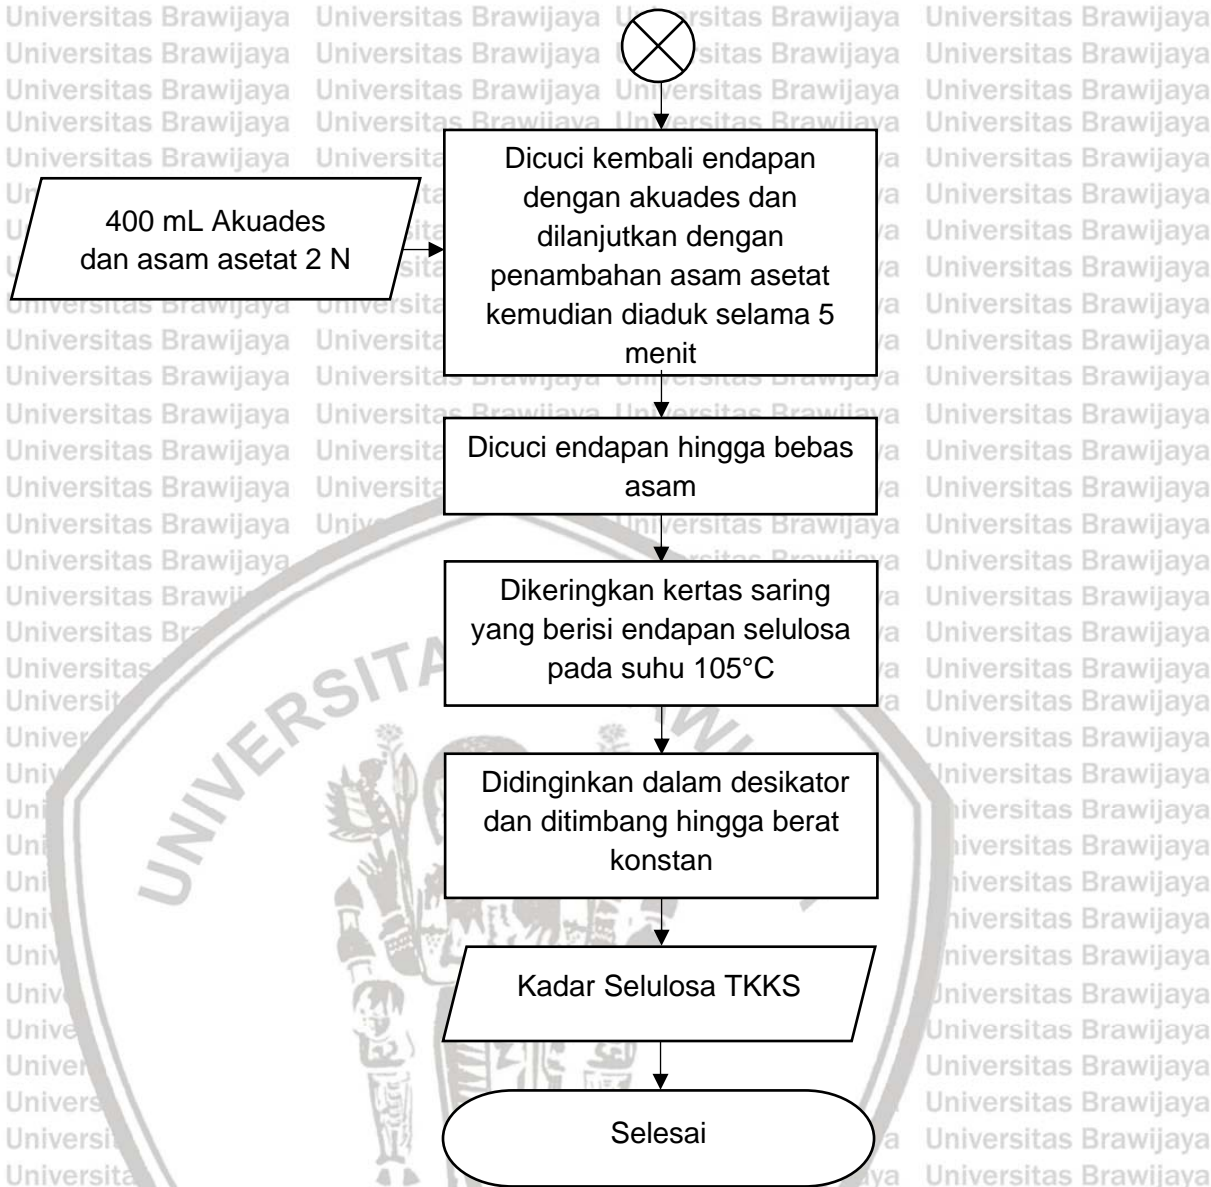 Dicuci kembali endapan
dengan akuades dan
dilanjutkan dengan
penambahan asam asetat
kemudian diaduk selama 5
menit
400 mL Akuades
dan asam asetat 2 N
Dicuci endapan hingga bebas
asam
Dikeringkan kertas saring
yang berisi endapan selulosa
pada suhu 105°C
Didinginkan dalam desikator
dan ditimbang hingga berat
konstan
Kadar Selulosa TKKS
Selesai